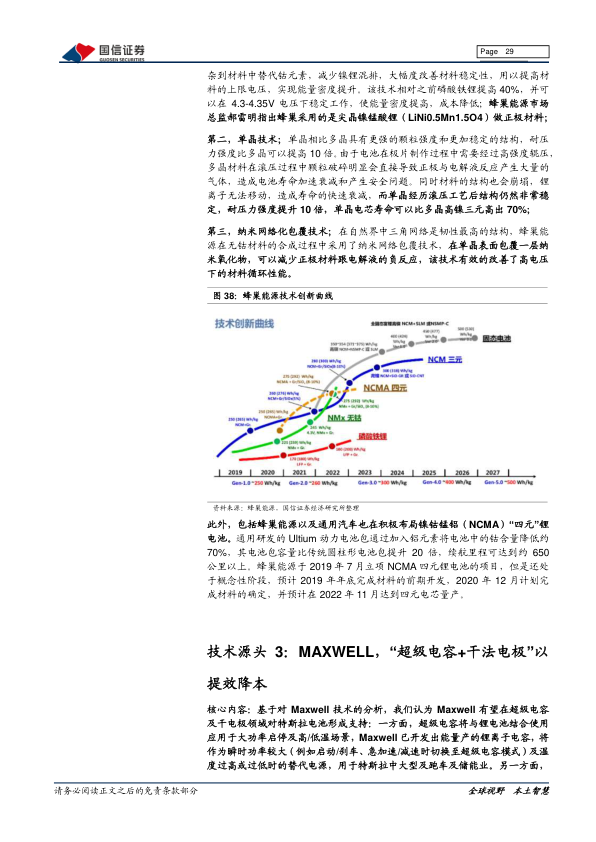 国信证券
GUOSEN SECURITIES
Page 29
杂到材料中替代钴元素，减少镍锂混排，大幅度改善材料稳定性，用以提高材
料的上限电压，实现能量密度提升。该技术相对之前磷酸铁锂提高 40%，并可
以在 4.3-4.35V 电压下稳定工作，使能量密度提高，成本降低；蜂巢能源市场
总监郝雷明指出蜂巢采用的是尖晶镍锰酸锂（LiNi0.5Mn1.5O4）做正极材料；
第二，单晶技术；单晶相比多晶具有更强的颗粒强度和更加稳定的结构，耐压
力强度比多晶可以提高 10 倍。由于电池在极片制作过程中需要经过高强度辊压，
多晶材料在滚压过程中颗粒破碎明显会直接导致正极与电解液反应产生大量的
气体，造成电池寿命加速衰减和产生安全问题。同时材料的结构也会崩塌，锂
离子无法移动，造成寿命的快速衰减，而单晶经历滚压工艺后结构仍然非常稳
定，耐压力强度提升 10 倍，单晶电芯寿命可以比多晶高镍三元高出 70%；
第三，纳米网络化包覆技术；在自然界中三角网络是韧性最高的结构，蜂巢能
源在无钴材料的合成过程中采用了纳米网络包覆技术，在单晶表面包覆一层纳
米氧化物，可以减少正极材料跟电解液的负反应，该技术有效的改善了高电压
下的材料循环性能。
图 38：蜂巢能源技术创新曲线
技术创新曲线
固态电池
NCM 三元
NCMA 四元
NMx 无钴
磷酸铁锂
2019 2020 2021 2022 2023 2024 2025 2026 2027
Gen-1.0 ~250 Wh/kg Gen-2.0 ~260 Wh/kg Gen-3.0 ~300 Wh/kg Gen-4.0 ~400 Wh/kg Gen-5.0 ~500 Wh/kg
资料来源：蜂巢能源，国信证券经济研究所整理
此外，包括蜂巢能源以及通用汽车也在积极布局镍钴锰铝（NCMA）“四元”锂
电池。通用研发的 Ultium 动力电池包通过加入铝元素将电池中的钴含量降低约
70%，其电池包容量比传统圆柱形电池包提升 20 倍，续航里程可达到约 650
公里以上。蜂巢能源于 2019 年 7 月立项 NCMA 四元锂电池的项目，但是还处
于概念性阶段，预计 2019 年年底完成材料的前期开发，2020 年 12 月计划完
成材料的确定，并预计在 2022 年 11 月达到四元电芯量产。
技术源头 3：MAXWELL，“超级电容+干法电极”以
提效降本
核心内容：基于对 Maxwell 技术的分析，我们认为 Maxwell 有望在超级电容
及干电极领域对特斯拉电池形成支持：一方面，超级电容将与锂电池结合使用
应用于大功率启停及高/低温场景，Maxwell 已开发出能量产的锂离子电容，将
作为瞬时功率较大（例如启动/刹车、急加速/减速时切换至超级电容模式）及温
度过高或过低时的替代电源，用于特斯拉中大型及跑车及储能业。另一方面，
请务必阅读正文之后的免责条款部分
全球视野 本土智慧